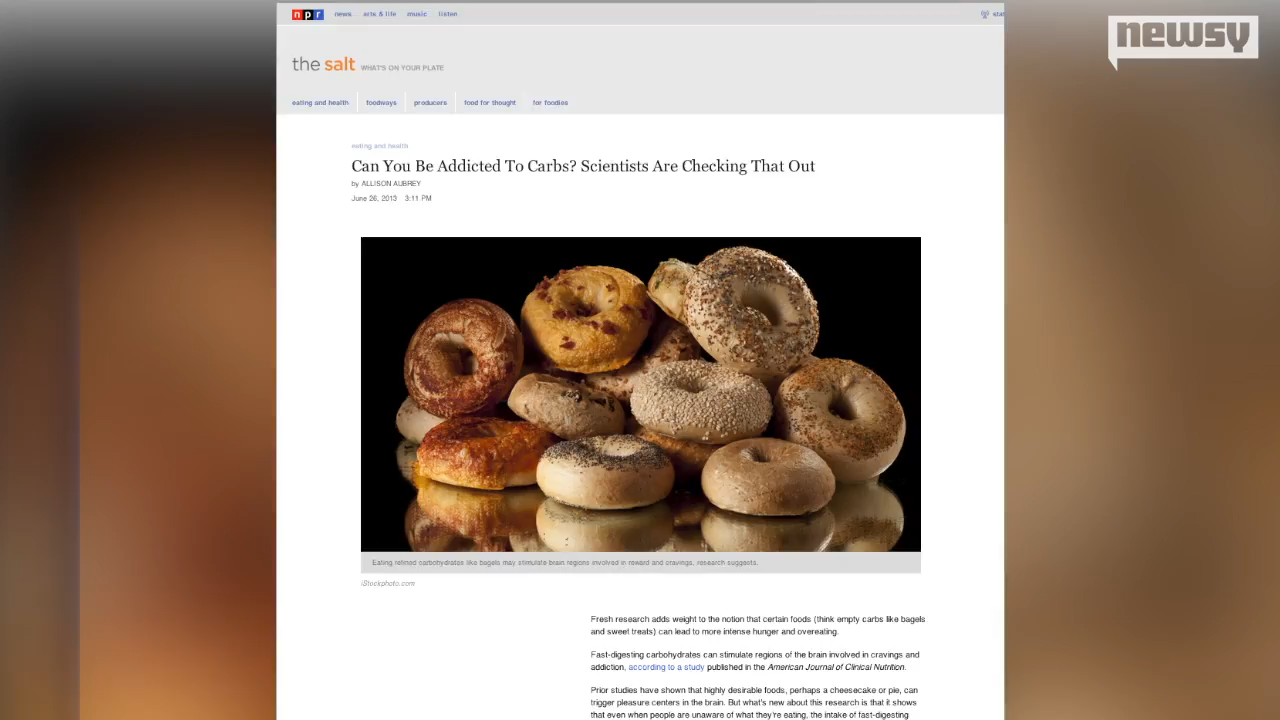 npr news arts & life music listen
newsy
the salt WHAT'S ON YOUR PLATE
eating and health foodways producers food for thought for foodies
eating and health
Can You Be Addicted To Carbs? Scientists Are Checking That Out
by ALLISON AUBREY
June 26, 2013 3:11 PM
Eating refined carbohydrates like bagels may stimulate brain regions involved in reward and cravings, research suggests.
iStockphoto.com
Fresh research adds weight to the notion that certain foods (think empty carbs like bagels
and sweet treats) can lead to more intense hunger and overeating.
Fast-digesting carbohydrates can stimulate regions of the brain involved in cravings and
addiction, according to a study published in the American Journal of Clinical Nutrition.
Prior studies have shown that highly desirable foods, perhaps a cheesecake or pie, can
trigger pleasure centers in the brain. But what's new about this research is that it shows
that even when people are unaware of what they're eating, the intake of fast-digesting